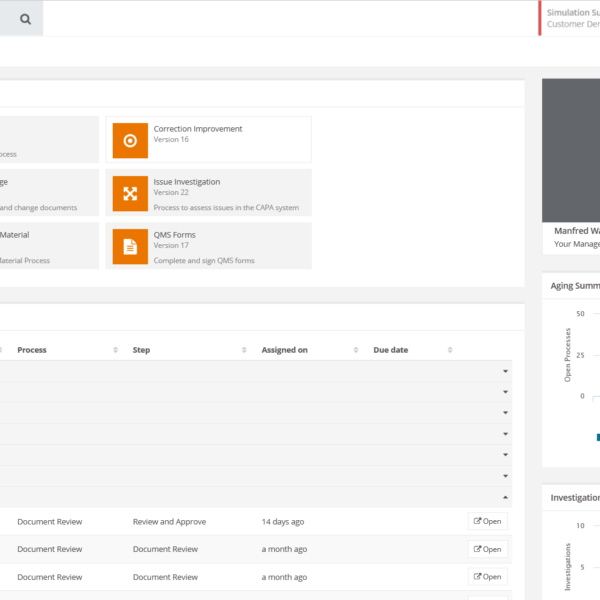 Simulation Su
Customer Der
ocess
Correction Improvement
Version 16
ge
and change documents
Issue Investigation
Version 22
Process to assess issues in the CAPA system
Material
Material Process
QMS Forms
Version 17
Complete and sign QMS forms
Manfred Wa
Your Manage
Aging Summ
50
25
0
Open Processes
Process Step Assigned on Due date
Document Review Review and Approve 14 days ago Open
Document Review Document Review a month ago Open
Document Review Document Review a month ago Open
Investigation
10
5
Investigations